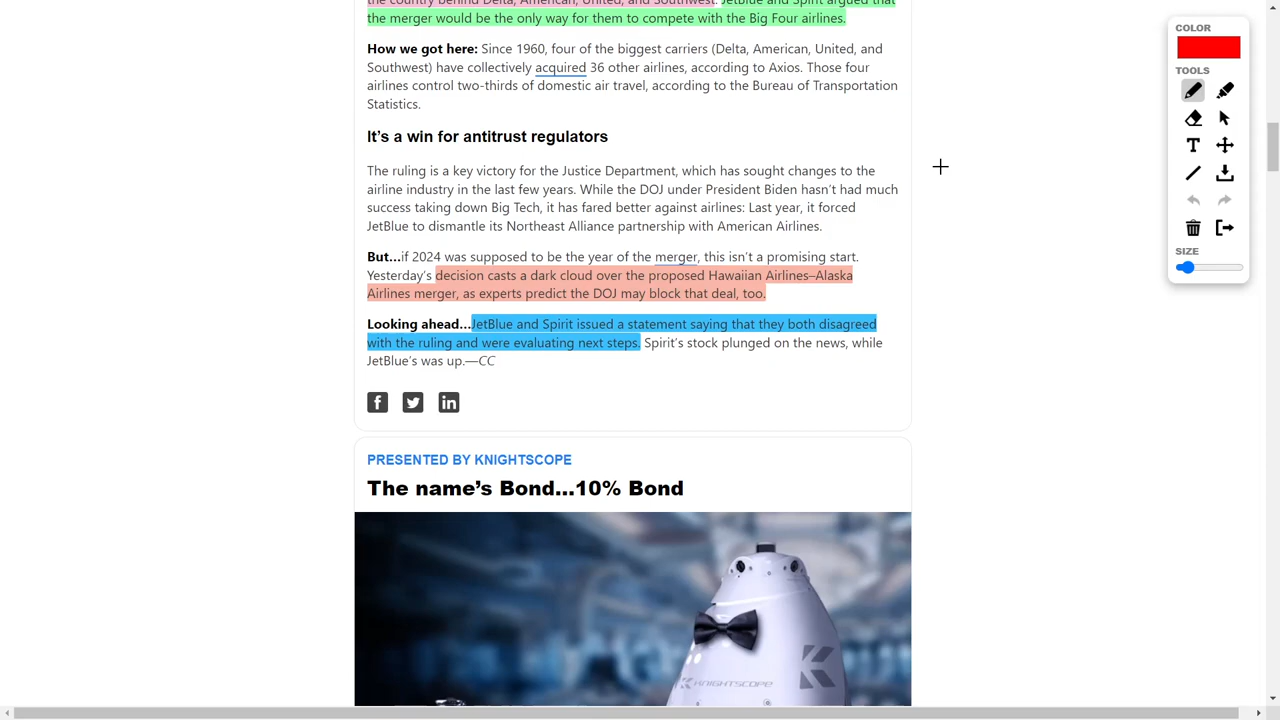 the country behind Delta, American, United, and Southwest. JetBlue and Spirit argued that
the merger would be the only way for them to compete with the Big Four airlines.
How we got here: Since 1960, four of the biggest carriers (Delta, American, United, and
Southwest) have collectively acquired 36 other airlines, according to Axios. Those four
airlines control two-thirds of domestic air travel, according to the Bureau of Transportation
Statistics.
It’s a win for antitrust regulators
The ruling is a key victory for the Justice Department, which has sought changes to the
airline industry in the last few years. While the DOJ under President Biden hasn’t had much
success taking down Big Tech, it has fared better against airlines: Last year, it forced
JetBlue to dismantle its Northeast Alliance partnership with American Airlines.
But…if 2024 was supposed to be the year of the merger, this isn’t a promising start.
Yesterday’s decision casts a dark cloud over the proposed Hawaiian Airlines–Alaska
Airlines merger, as experts predict the DOJ may block that deal, too.
Looking ahead…JetBlue and Spirit issued a statement saying that they both disagreed
with the ruling and were evaluating next steps. Spirit’s stock plunged on the news, while
JetBlue’s was up.—CC
PRESENTED BY KNIGHTSCOPE
The name’s Bond…10% Bond
KNIGHTSCOPE
COLOR
TOOLS
SIZE